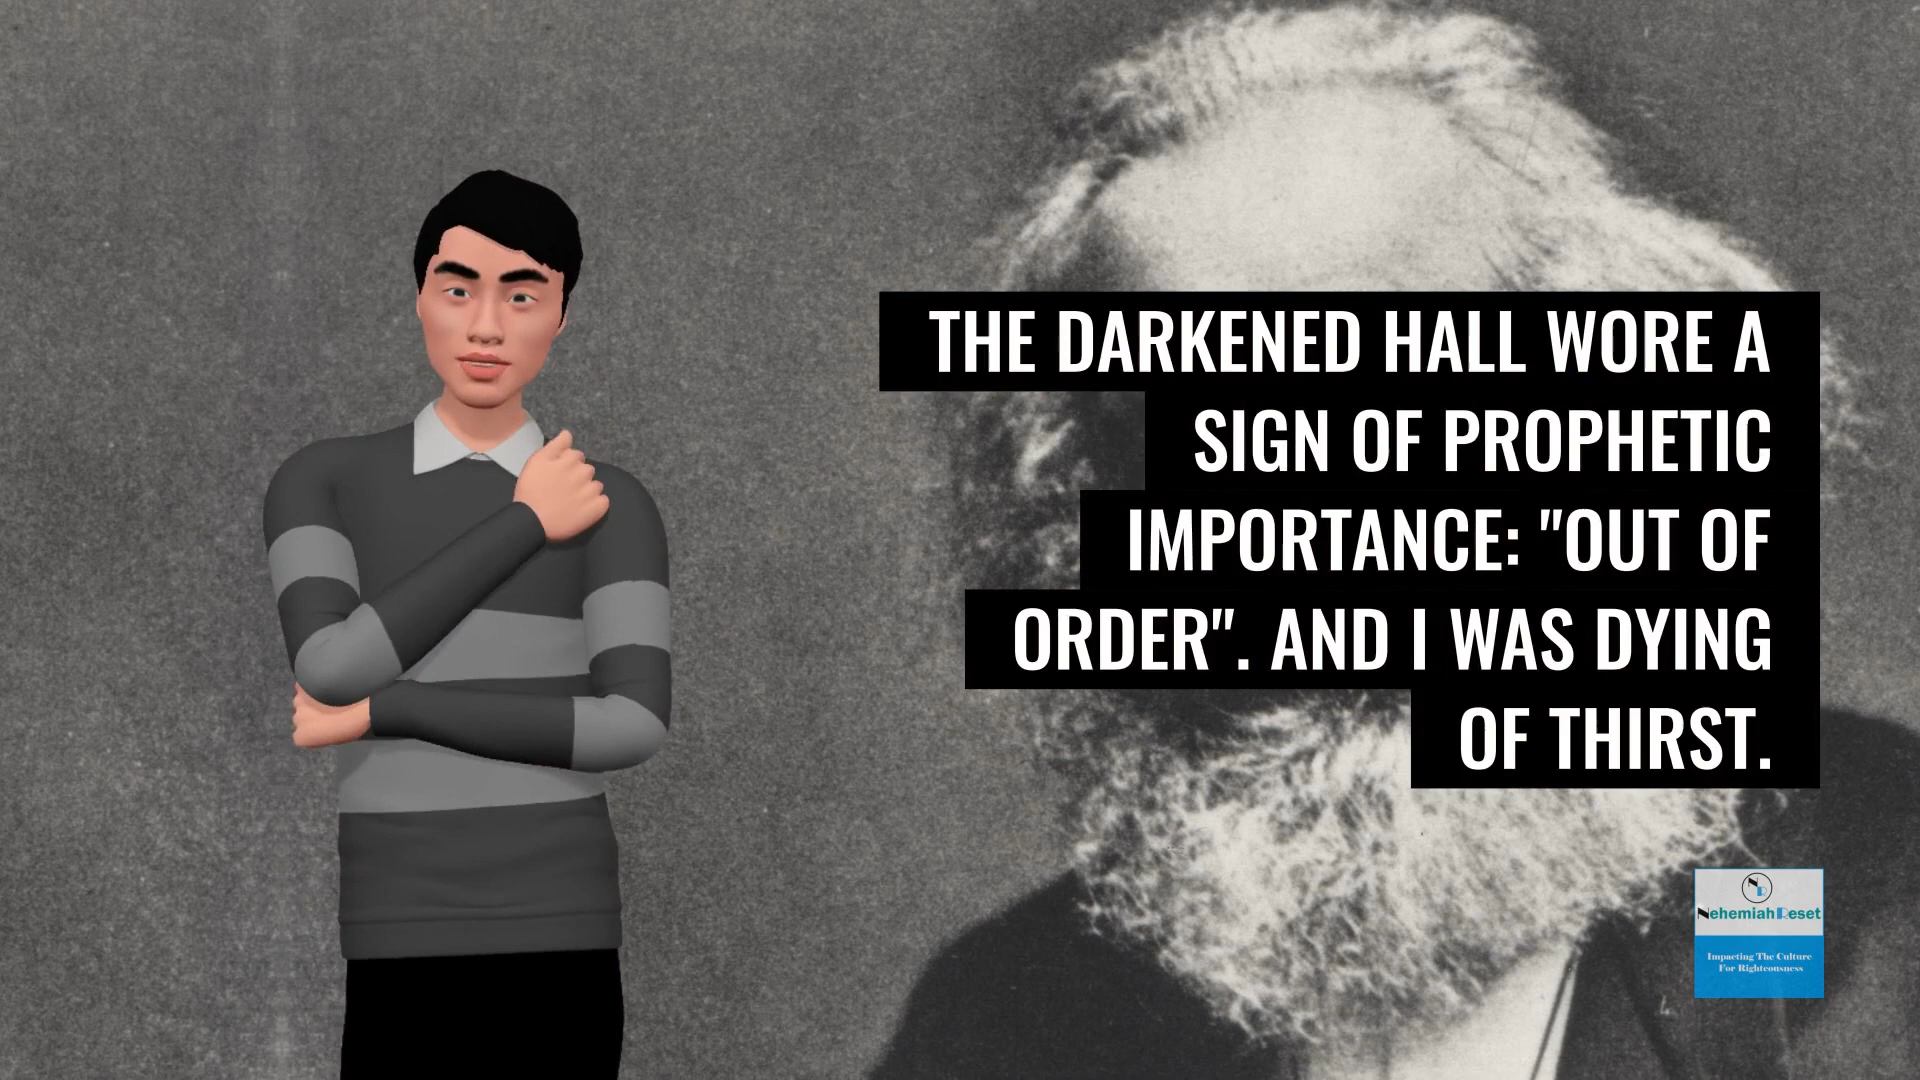 THE DARKENED HALL WORE A
SIGN OF PROPHETIC
IMPORTANCE: "OUT OF
ORDER". AND I WAS DYING
OF THIRST.
NR
NehemiahReset
Impacting The Culture
For Righteousness